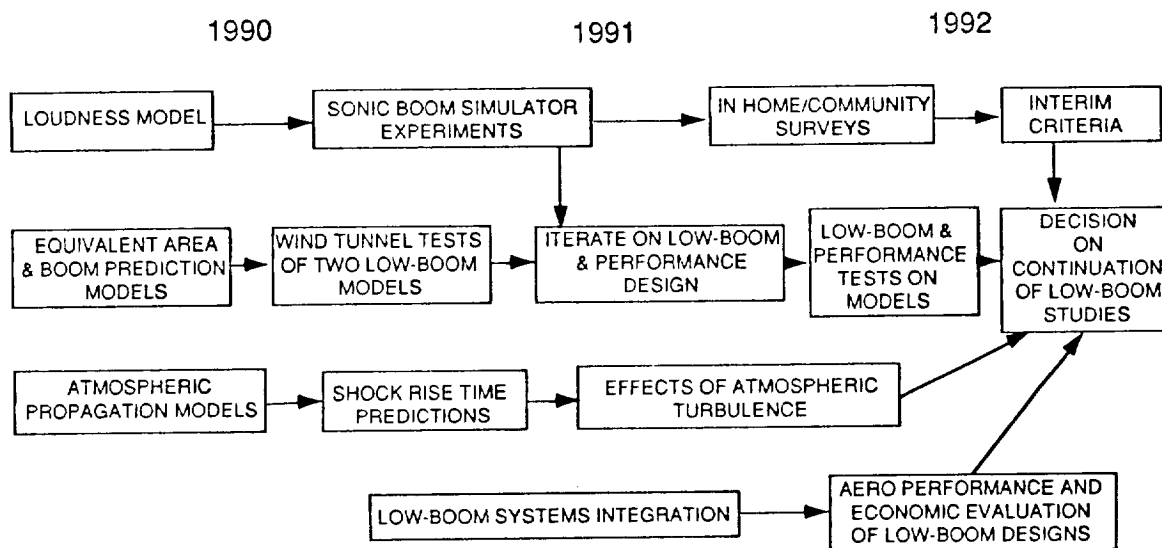 1990
1991
1992
LOUDNESS MODEL
SONIC BOOM SIMULATOR
EXPERIMENTS
IN HOME/COMMUNITY
SURVEYS
INTERIM
CRITERIA
EQUIVALENT AREA
& BOOM PREDICTION
MODELS
WIND TUNNEL TESTS
OF TWO LOW-BOOM
MODELS
ITERATE ON LOW-BOOM
& PERFORMANCE
DESIGN
LOW-BOOM &
PERFORMANCE
TESTS ON
MODELS
DECISION
ON
CONTINUATION
OF LOW-BOOM
STUDIES
ATMOSPHERIC
PROPAGATION MODELS
SHOCK RISE TIME
PREDICTIONS
EFFECTS OF ATMOSPHERIC
TURBULENCE
LOW-BOOM SYSTEMS INTEGRATION
AERO PERFORMANCE AND
ECONOMIC EVALUATION
OF LOW-BOOM DESIGNS